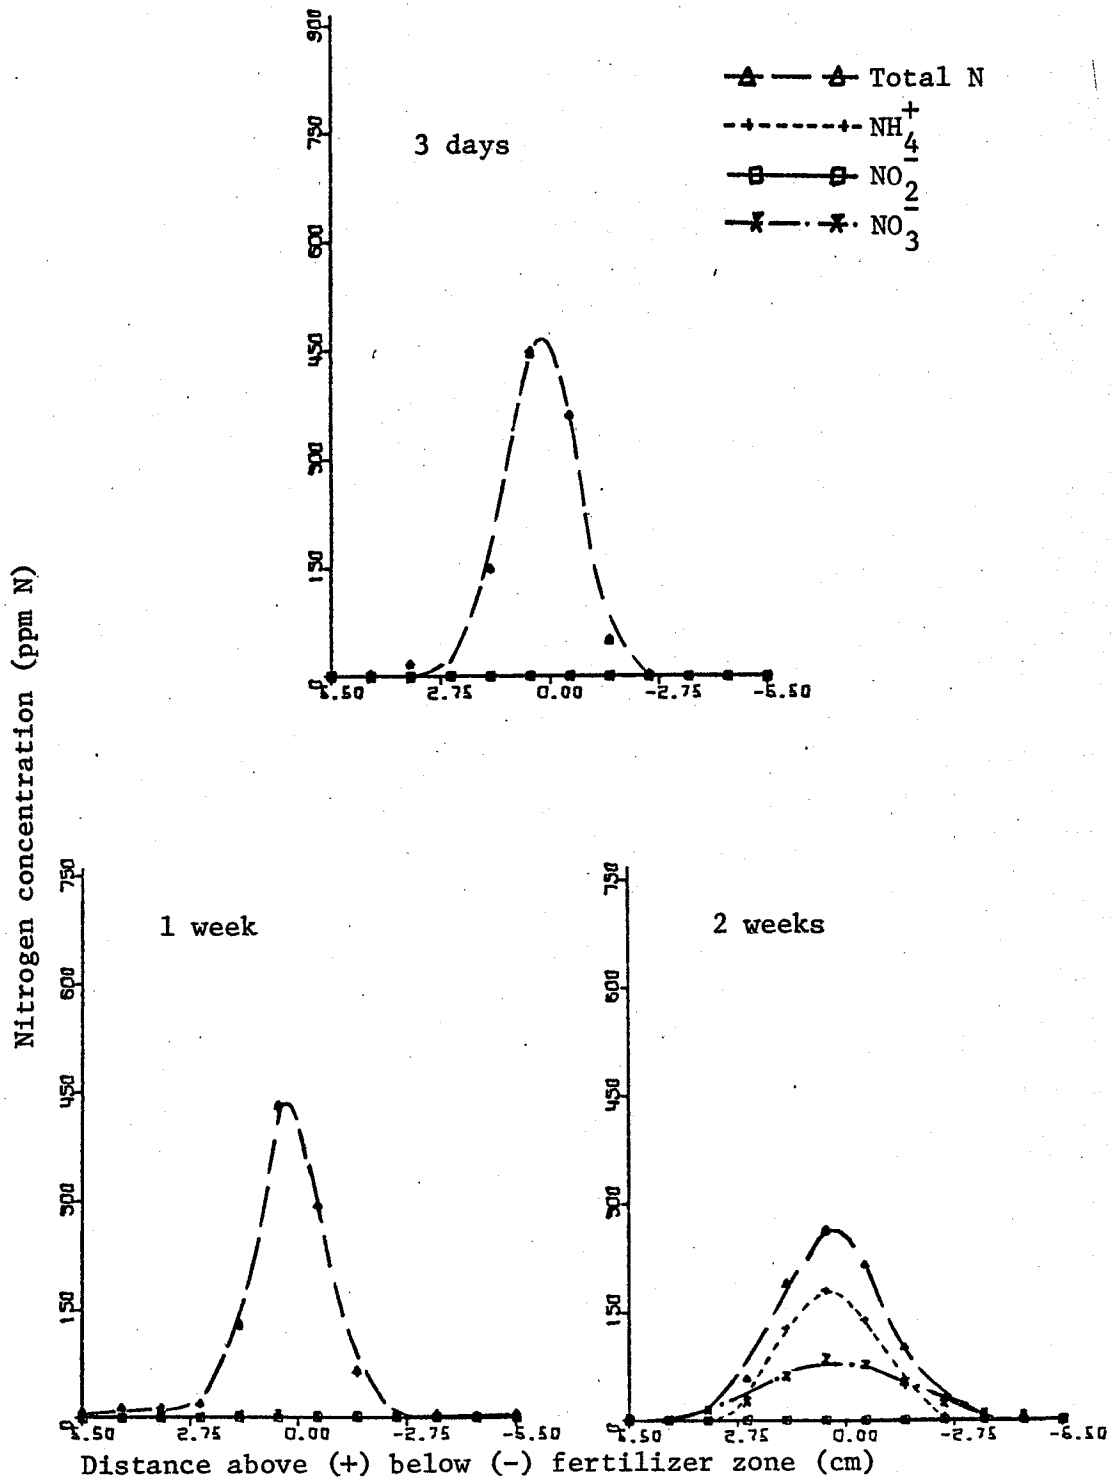 900
750
600
450
300
150
0
5.50 2.75 0.00 -2.75 -5.50
3 days
Total N
NH4+
NO2-
NO3-
Nitrogen concentration (ppm N)
750
600
450
300
150
0
5.50 2.75 0.00 -2.75 -5.50
1 week
750
600
450
300
150
0
5.50 2.75 0.00 -2.75 -5.50
2 weeks
Distance above (+) below (-) fertilizer zone (cm)